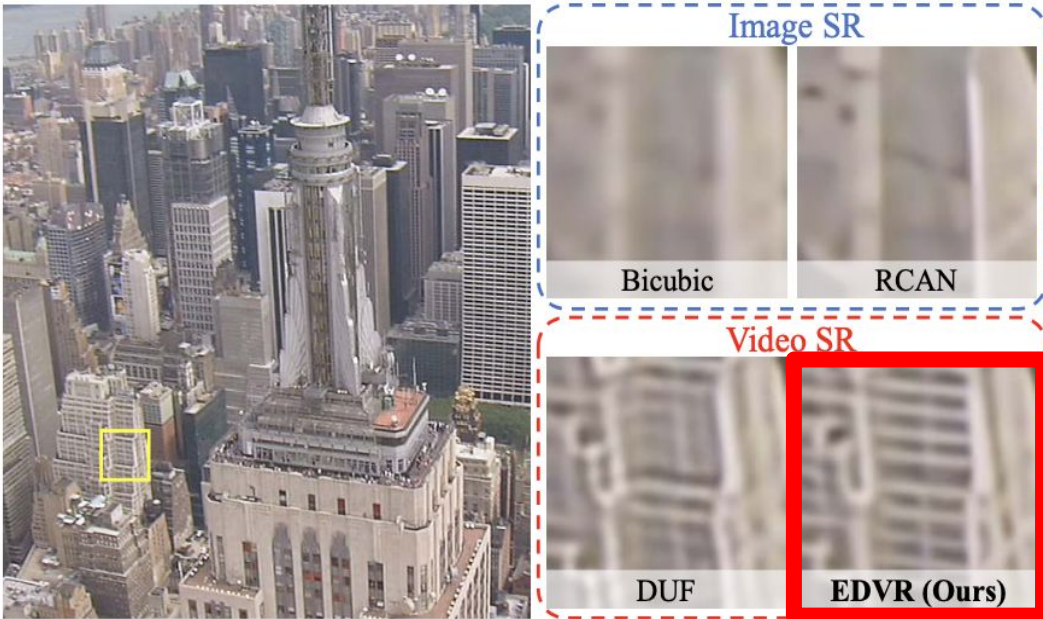 Image SR
Bicubic
RCAN
Video SR
DUF
EDVR (Ours)